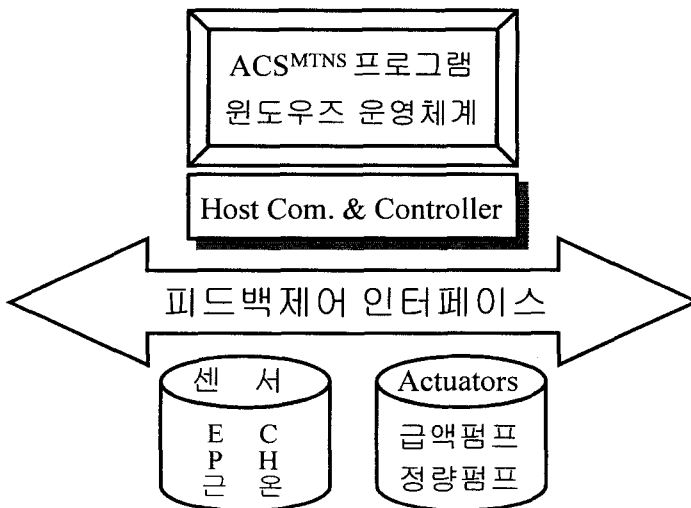 ACSMTNS 프로그램
윈도우즈 운영체계
Host Com. & Controller
피드백제어 인터페이스
센 서
E C
P H
근 온
Actuators
급액펌프
정량펌프